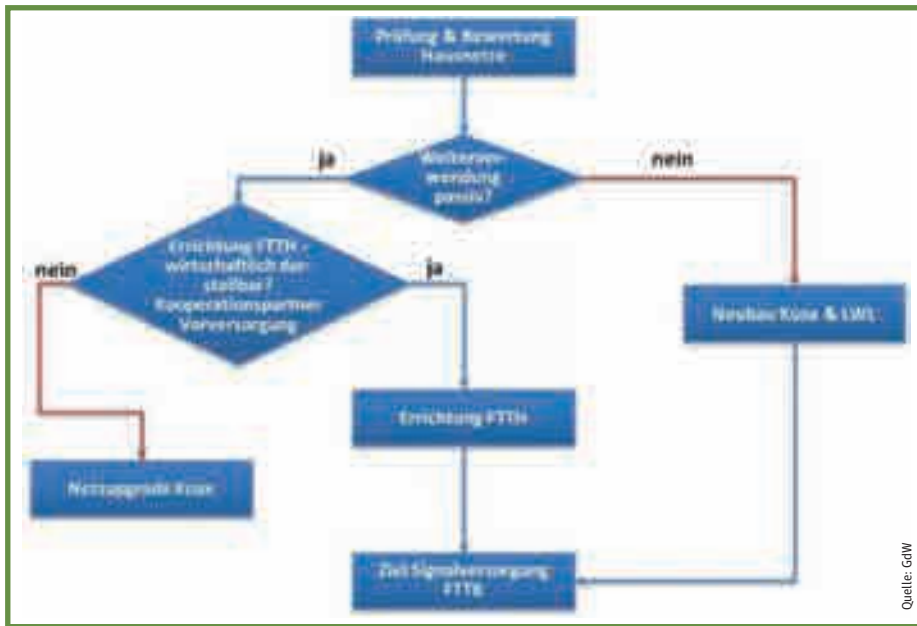 Prüfung & Bewertung
Hausnetze
ja
Weiterver-
wendung
passiv?
nein
Errichtung FTTH –
wirtschaftlich dar-
stellbar?
Kooperationspartner
Vorversorgung
nein
ja
Neubau Koax & LWL
Errichtung FTTH
Netzupgrade Koax
Ziel Signalversorgung
FTTB
Quelle: GdW